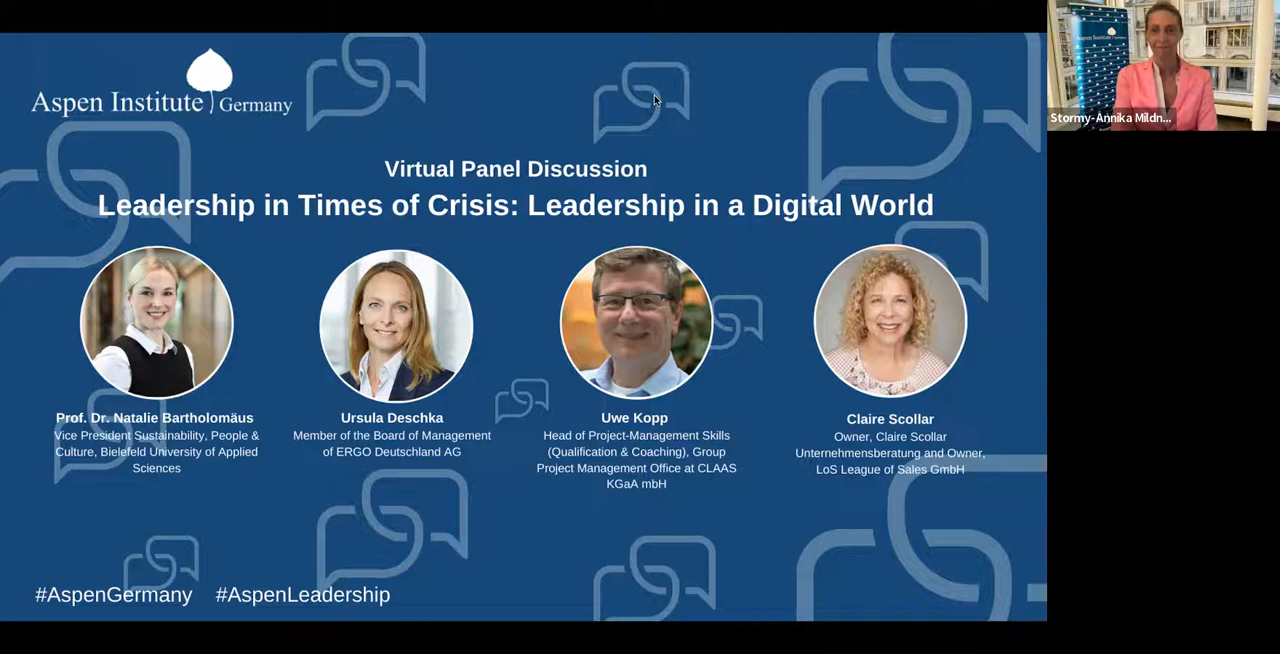 Aspen Institute Germany
Virtual Panel Discussion
Leadership in Times of Crisis: Leadership in a Digital World
Prof. Dr. Natalie Bartholomäus
Vice President Sustainability, People &
Culture, Bielefeld University of Applied
Sciences
Ursula Deschka
Member of the Board of Management
of ERGO Deutschland AG
Uwe Kopp
Head of Project-Management Skills
(Qualification & Coaching), Group
Project Management Office at CLAAS
KGaA mbH
Claire Scollar
Owner, Claire Scollar
Unternehmensberatung and Owner,
LoS League of Sales GmbH
#AspenGermany #AspenLeadership
Aspen Institute
Stormy-Annika Mildn...